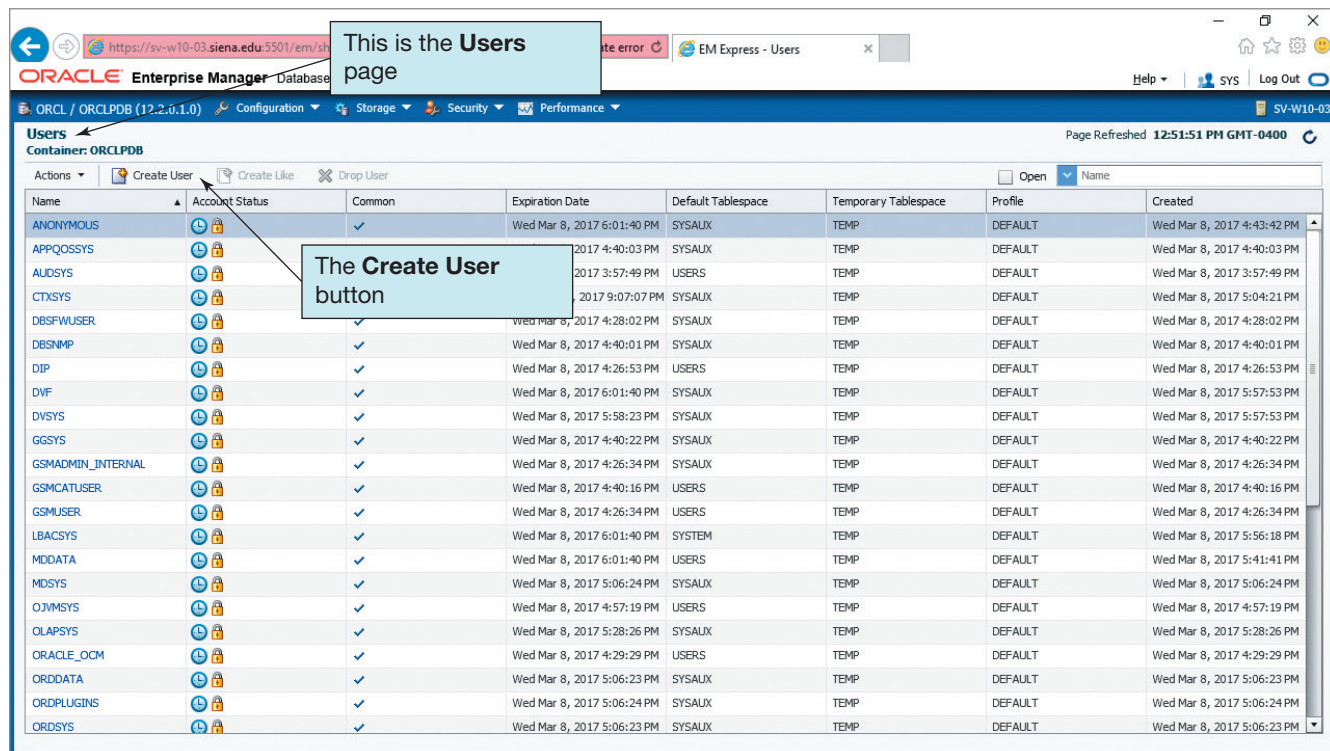 https://sv-w10-03.siena.edu:5501/em/sh
te error
EM Express - Users
This is the Users
page
ORACLE Enterprise Manager Database
Help
SYS
Log Out
ORCL / ORCLPDB (12.2.0.1.0) Configuration Storage Security Performance
SV-W10-03
Users
Container: ORCLPDB
Page Refreshed 12:51:51 PM GMT-0400
Actions Create User Create Like Drop User Open Name
Name Account Status Common Expiration Date Default Tablespace Temporary Tablespace Profile Created
The Create User
button
ANONYMOUS Wed Mar 8, 2017 6:01:40 PM SYSAUX TEMP DEFAULT Wed Mar 8, 2017 4:43:42 PM
APPQOSSYS 2017 4:40:03 PM SYSAUX TEMP DEFAULT Wed Mar 8, 2017 4:40:03 PM
AUDSYS 2017 3:57:49 PM USERS TEMP DEFAULT Wed Mar 8, 2017 3:57:49 PM
CTXSYS , 2017 9:07:07 PM SYSAUX TEMP DEFAULT Wed Mar 8, 2017 5:04:21 PM
DBSFWUSER Wed Mar 8, 2017 4:28:02 PM SYSAUX TEMP DEFAULT Wed Mar 8, 2017 4:28:02 PM
DBSNMP Wed Mar 8, 2017 4:40:01 PM SYSAUX TEMP DEFAULT Wed Mar 8, 2017 4:40:01 PM
DIP Wed Mar 8, 2017 4:26:53 PM USERS TEMP DEFAULT Wed Mar 8, 2017 4:26:53 PM
DVF Wed Mar 8, 2017 6:01:40 PM SYSAUX TEMP DEFAULT Wed Mar 8, 2017 5:57:53 PM
DVSYS Wed Mar 8, 2017 5:58:23 PM SYSAUX TEMP DEFAULT Wed Mar 8, 2017 5:57:53 PM
GGSYS Wed Mar 8, 2017 4:40:22 PM SYSAUX TEMP DEFAULT Wed Mar 8, 2017 4:40:22 PM
GSMADMIN_INTERNAL Wed Mar 8, 2017 4:26:34 PM SYSAUX TEMP DEFAULT Wed Mar 8, 2017 4:26:34 PM
GSMCATUSER Wed Mar 8, 2017 4:40:16 PM USERS TEMP DEFAULT Wed Mar 8, 2017 4:40:16 PM
GSMUSER Wed Mar 8, 2017 4:26:34 PM USERS TEMP DEFAULT Wed Mar 8, 2017 4:26:34 PM
LBACSYS Wed Mar 8, 2017 6:01:40 PM SYSTEM TEMP DEFAULT Wed Mar 8, 2017 5:56:18 PM
MDDATA Wed Mar 8, 2017 6:01:40 PM USERS TEMP DEFAULT Wed Mar 8, 2017 5:41:41 PM
MDSYS Wed Mar 8, 2017 5:06:24 PM SYSAUX TEMP DEFAULT Wed Mar 8, 2017 5:06:24 PM
OJVMSYS Wed Mar 8, 2017 4:57:19 PM USERS TEMP DEFAULT Wed Mar 8, 2017 4:57:19 PM
OLAPSYS Wed Mar 8, 2017 5:28:26 PM SYSAUX TEMP DEFAULT Wed Mar 8, 2017 5:28:26 PM
ORACLE_OCM Wed Mar 8, 2017 4:29:29 PM USERS TEMP DEFAULT Wed Mar 8, 2017 4:29:29 PM
ORDDATA Wed Mar 8, 2017 5:06:23 PM SYSAUX TEMP DEFAULT Wed Mar 8, 2017 5:06:23 PM
ORDPLUGINS Wed Mar 8, 2017 5:06:24 PM SYSAUX TEMP DEFAULT Wed Mar 8, 2017 5:06:24 PM
ORDSYS Wed Mar 8, 2017 5:06:23 PM SYSAUX TEMP DEFAULT Wed Mar 8, 2017 5:06:23 PM